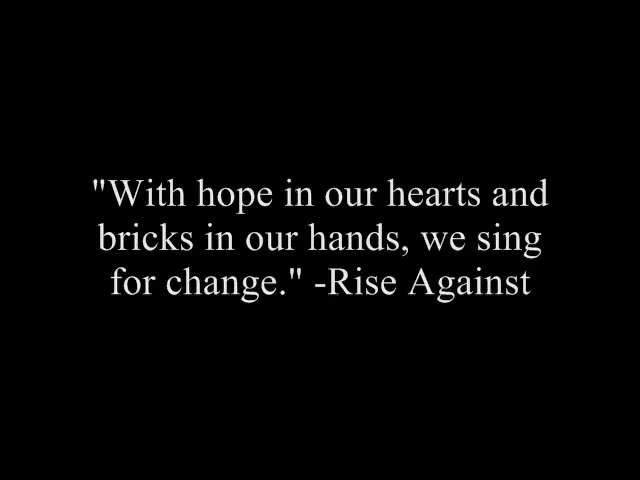 "With hope in our hearts and
bricks in our hands, we sing
for change." -Rise Against